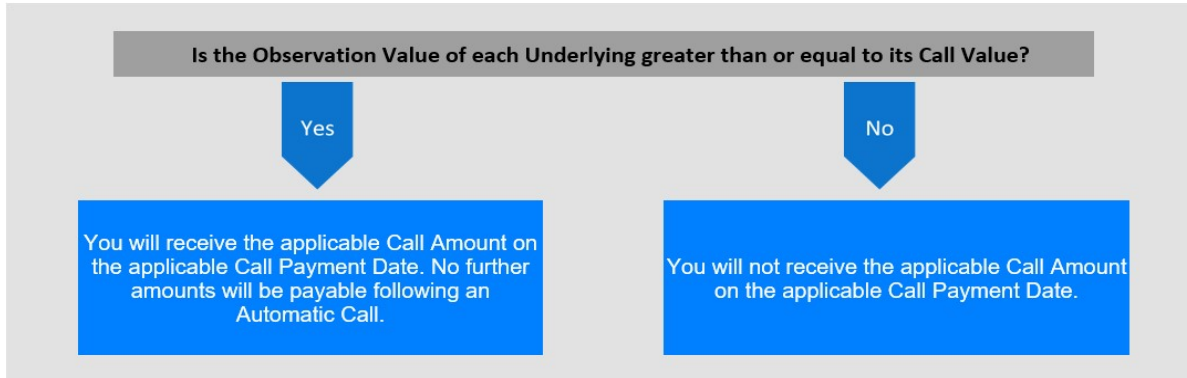 Is the Observation Value of each Underlying greater than or equal to its Call Value?
Yes
No
You will receive the applicable Call Amount on
the applicable Call Payment Date. No further
amounts will be payable following an
Automatic Call.
You will not receive the applicable Call Amount
on the applicable Call Payment Date.